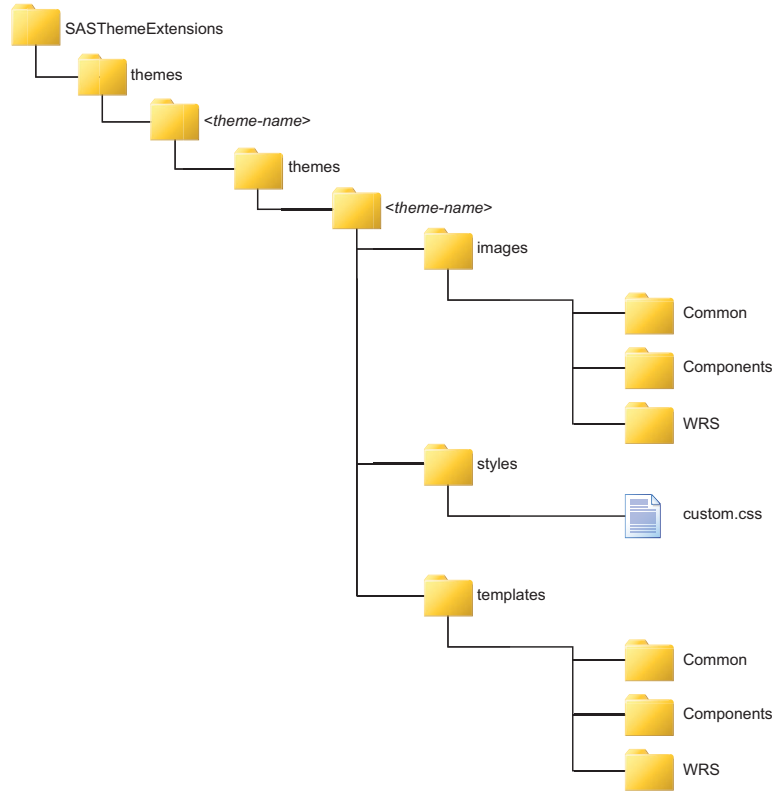 SASThemeExtensions
themes
<theme-name>
themes
<theme-name>
images
Common
Components
WRS
styles
custom.css
templates
Common
Components
WRS